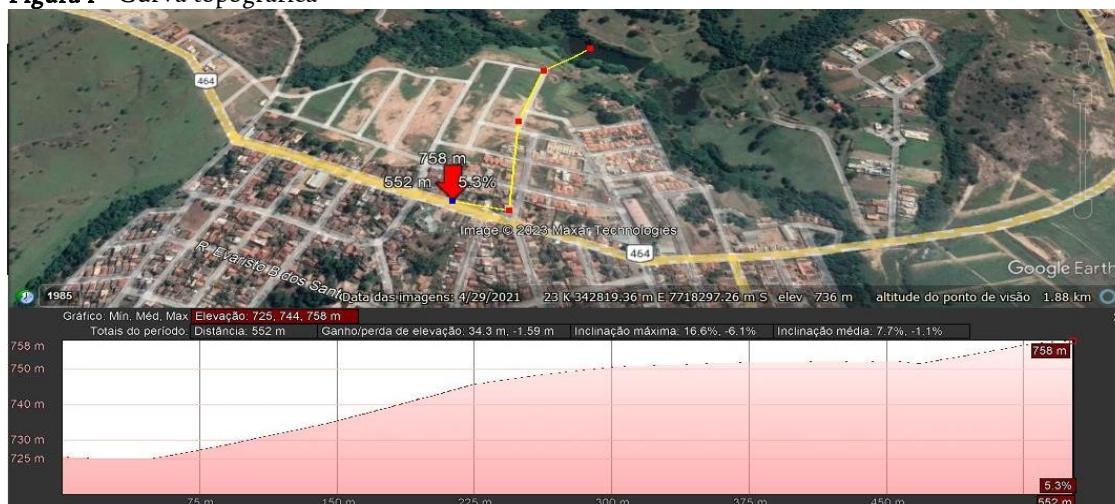 Figura 1 - Curva topográfica
464
758 m
552 m 5.3%
Image © 2023 Maxar Technologies
464
R. Evaristo B dos Sant
Google Earth
1985
Data das imagens: 4/29/2021 23 K 342819.36 m E 7718297.26 m S elev 736 m altitude do ponto de visão 1.88 km
Gráfico: Mín, Méd, Max Elevação: 725, 744, 758 m
Totais do período: Distância: 552 m Ganho/perda de elevação: 34.3 m, -1.59 m Inclinação máxima: 16.6%, -6.1% Inclinação média: 7.7%, -1.1%
758 m
758 m
750 m
740 m
730 m
725 m
5.3%
75 m 150 m 225 m 300 m 375 m 450 m 552 m